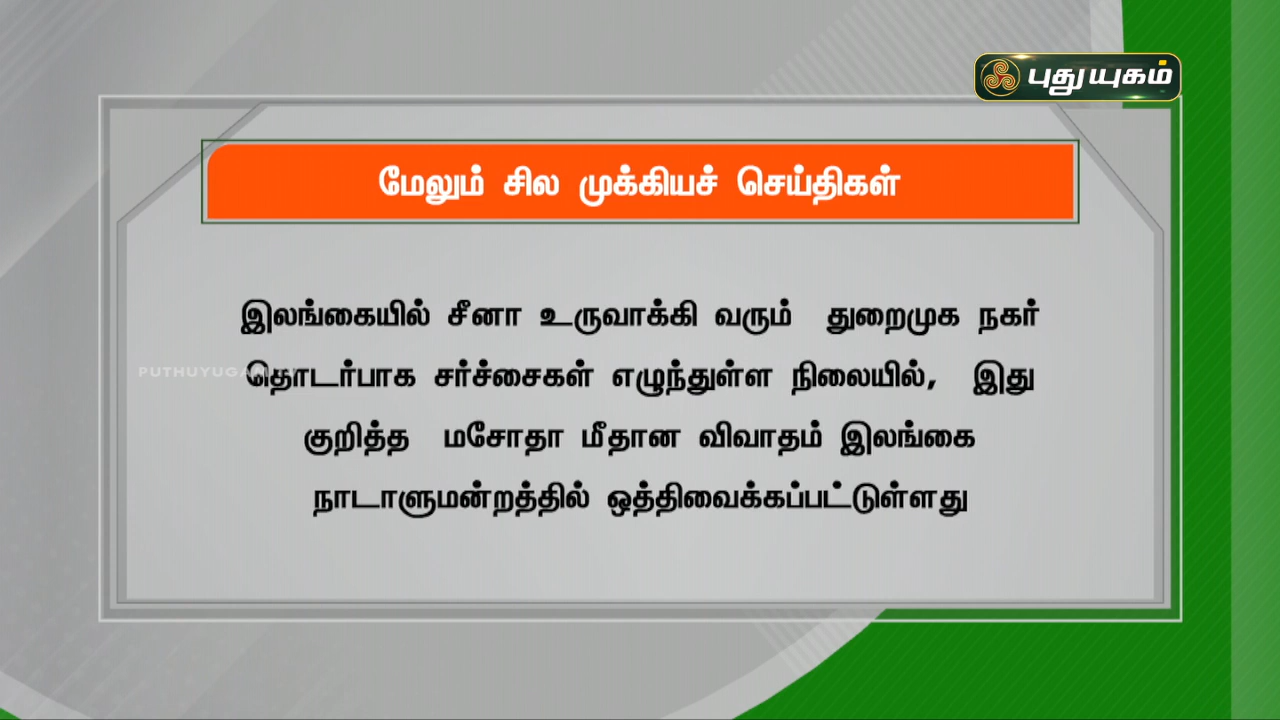 புதுயுகம்
மேலும் சில முக்கியச் செய்திகள்
இலங்கையில் சீனா உருவாக்கி வரும் துறைமுக நகர்
தொடர்பாக சர்ச்சைகள் எழுந்துள்ள நிலையில், இது
குறித்த மசோதா மீதான விவாதம் இலங்கை
நாடாளுமன்றத்தில் ஒத்திவைக்கப்பட்டுள்ளது